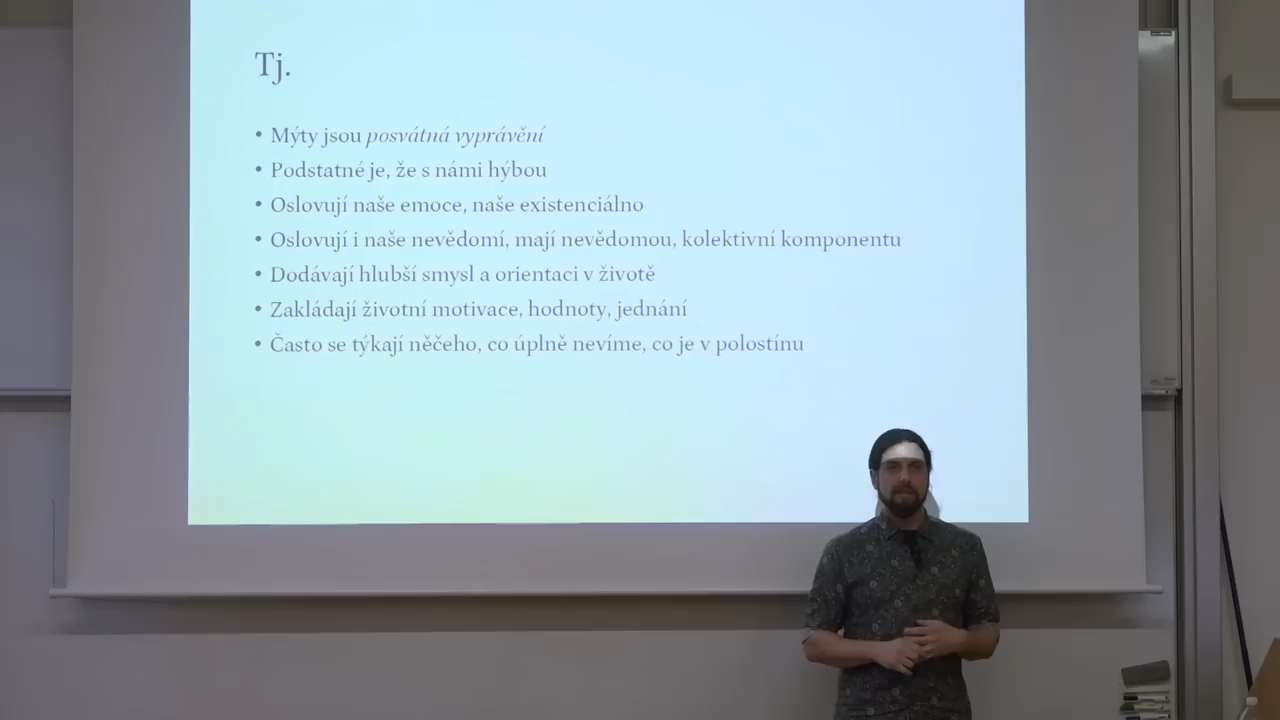 Tj.
• Mýty jsou posvátná vyprávění
• Podstatné je, že s námi hýbou
• Oslovují naše emoce, naše existenciálno
• Oslovují i naše nevědomí, mají nevědomou, kolektivní komponentu
• Dodávají hlubší smysl a orientaci v životě
• Zakládají životní motivace, hodnoty, jednání
• Často se týkají něčeho, co úplně nevíme, co je v polostínu